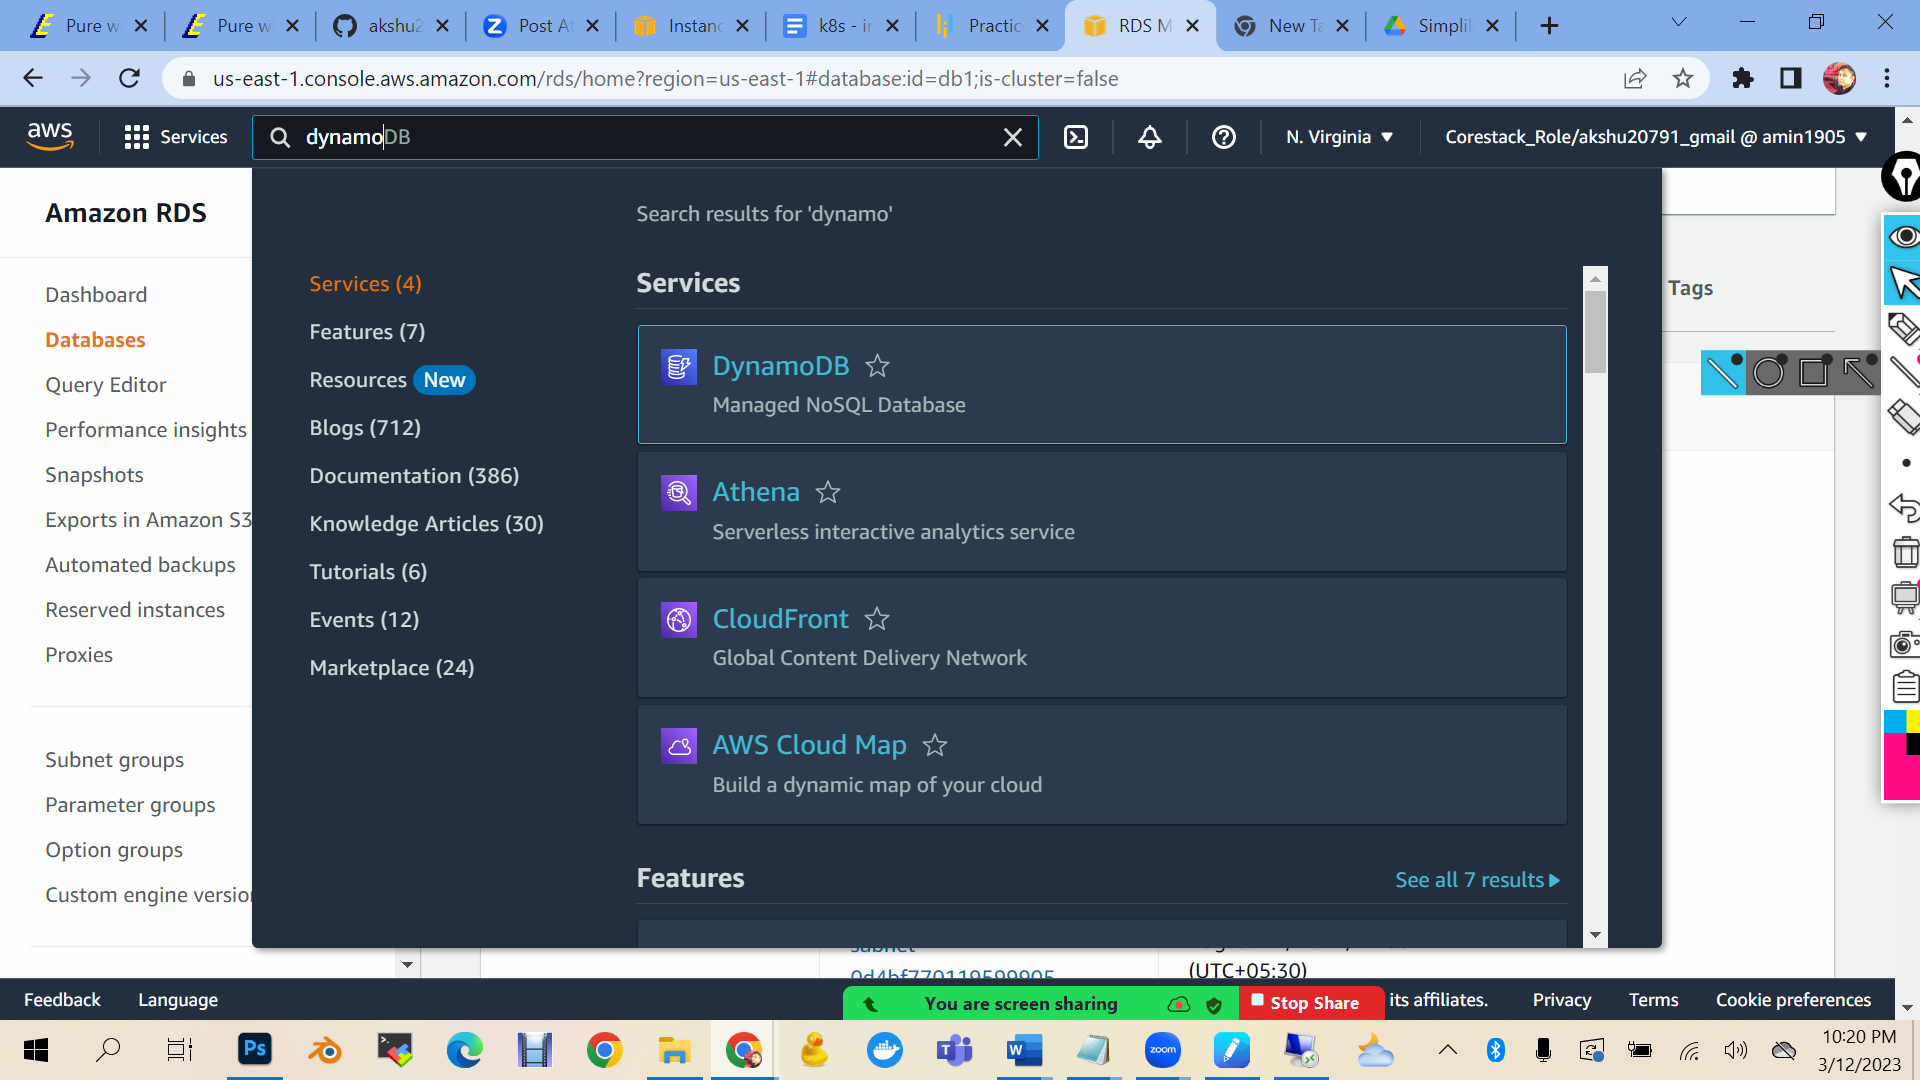 Pure w
Pure w
akshu2
Post At
Instanc
k8s - in
Practic
RDS M
New Ta
Simplil
us-east-1.console.aws.amazon.com/rds/home?region=us-east-1#database:id=db1;is-cluster=false
aws
Services
dynamoDB
N. Virginia
Corestack_Role/akshu20791_gmail @ amin1905
Amazon RDS
Dashboard
Databases
Query Editor
Performance insights
Snapshots
Exports in Amazon S3
Automated backups
Reserved instances
Proxies
Subnet groups
Parameter groups
Option groups
Custom engine versio
Search results for 'dynamo'
Services (4)
Features (7)
Resources New
Blogs (712)
Documentation (386)
Knowledge Articles (30)
Tutorials (6)
Events (12)
Marketplace (24)
Services
DynamoDB
Managed NoSQL Database
Athena
Serverless interactive analytics service
CloudFront
Global Content Delivery Network
AWS Cloud Map
Build a dynamic map of your cloud
Features
See all 7 results
Tags
subnet-
0d4bf770119599905
(UTC+05:30)
Feedback
Language
You are screen sharing
Stop Share
its affiliates.
Privacy
Terms
Cookie preferences
Ps
W
zoom
10:20 PM
3/12/2023